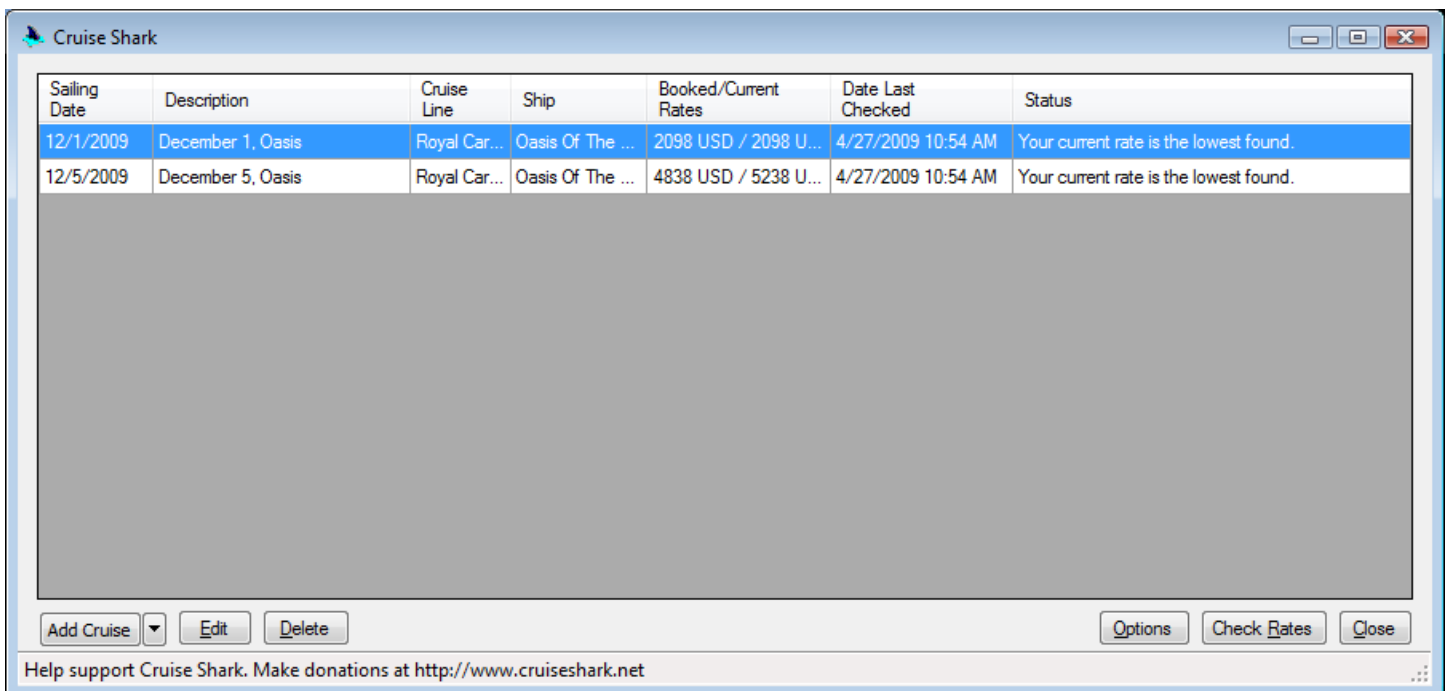 Cruise Shark
Sailing Date Description Cruise Line Ship Booked/Current Rates Date Last Checked Status
12/1/2009 December 1, Oasis Royal Car... Oasis Of The ... 2098 USD / 2098 U... 4/27/2009 10:54 AM Your current rate is the lowest found.
12/5/2009 December 5, Oasis Royal Car... Oasis Of The ... 4838 USD / 5238 U... 4/27/2009 10:54 AM Your current rate is the lowest found.
Add Cruise Edit Delete Options Check Rates Close
Help support Cruise Shark. Make donations at http://www.cruiseshark.net